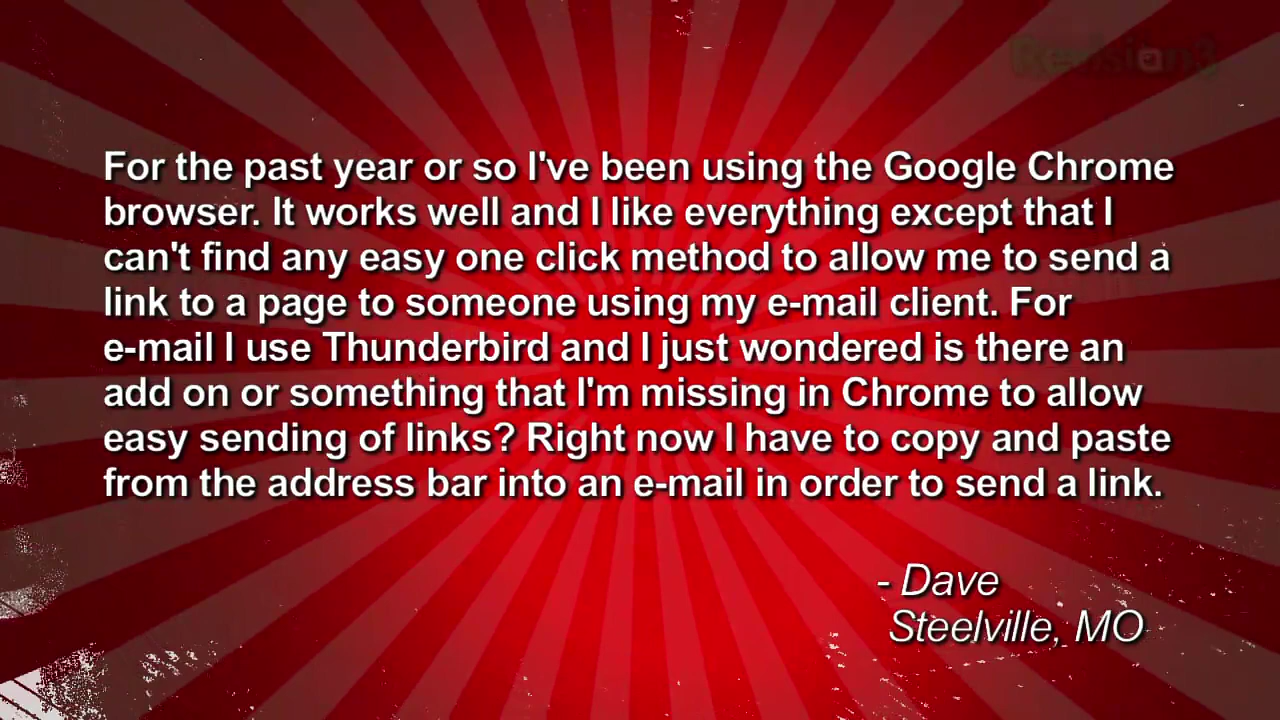 Revision3
For the past year or so I've been using the Google Chrome
browser. It works well and I like everything except that I
can't find any easy one click method to allow me to send a
link to a page to someone using my e-mail client. For
e-mail I use Thunderbird and I just wondered is there an
add on or something that I'm missing in Chrome to allow
easy sending of links? Right now I have to copy and paste
from the address bar into an e-mail in order to send a link.
- Dave
Steelville, MO